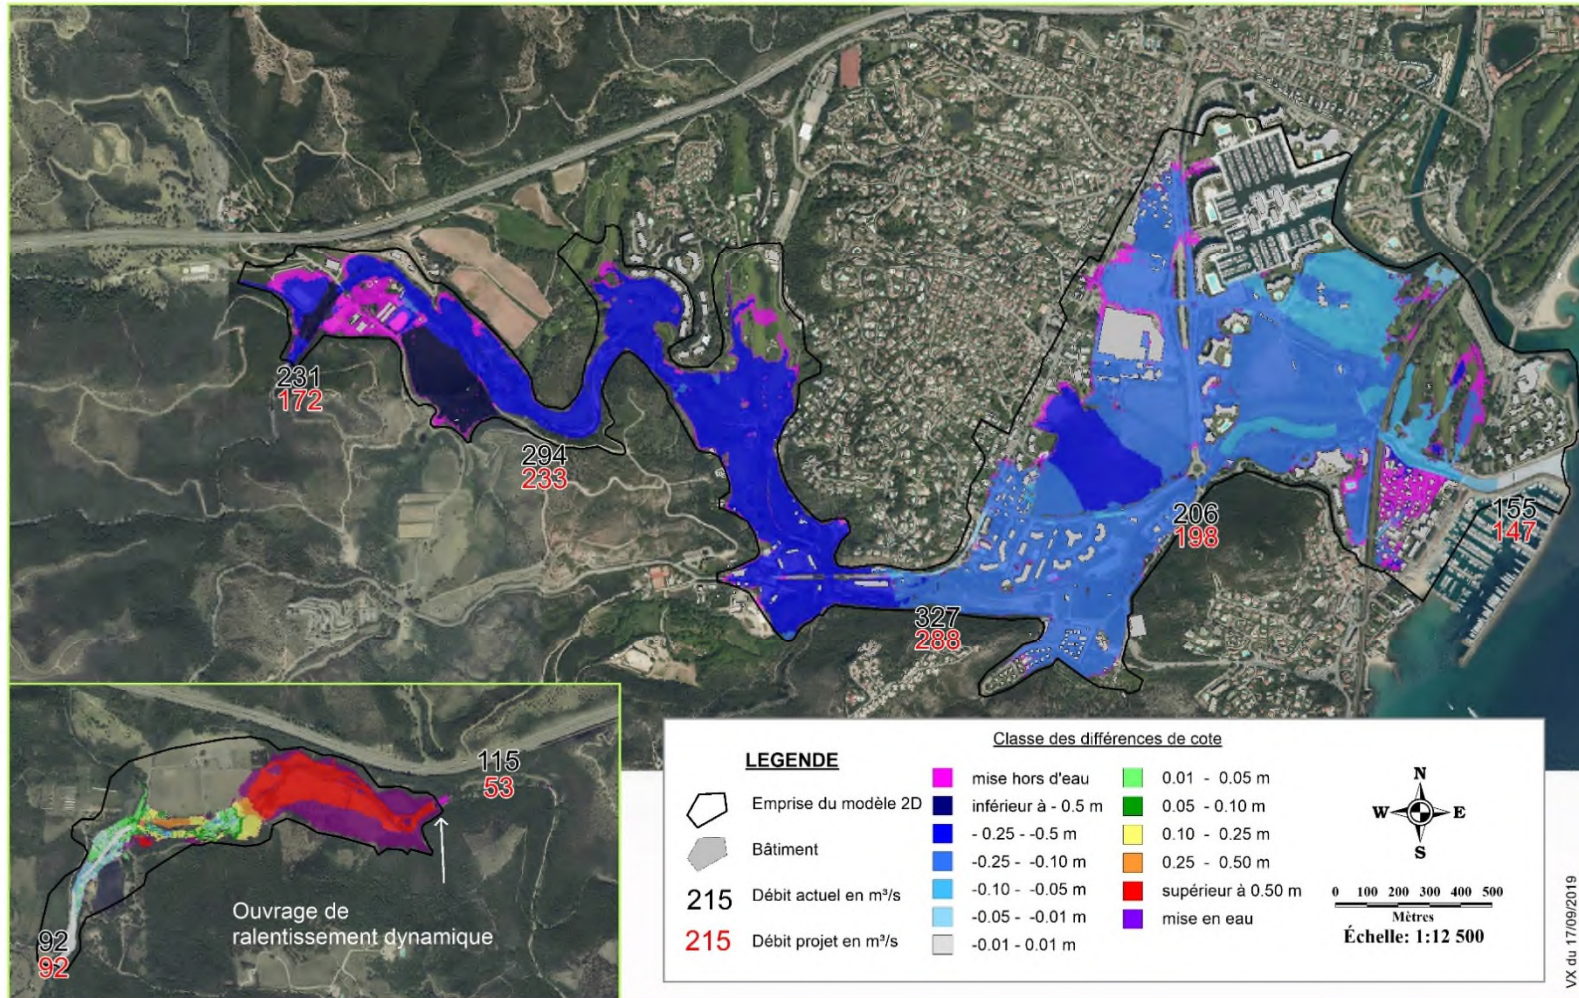 231
172
294
233
327
288
206
198
155
147
115
53
92
92
Ouvrage de
ralentissement dynamique
LEGENDE
Emprise du modèle 2D
Bâtiment
215 Débit actuel en m³/s
215 Débit projet en m³/s
Classe des différences de cote
mise hors d'eau
inférieur à - 0.5 m
- 0.25 - -0.5 m
-0.25 - -0.10 m
-0.10 - -0.05 m
-0.05 - -0.01 m
-0.01 - 0.01 m
0.01 - 0.05 m
0.05 - 0.10 m
0.10 - 0.25 m
0.25 - 0.50 m
supérieur à 0.50 m
mise en eau
N
W E
S
0 100 200 300 400 500
Mètres
Échelle: 1:12 500
VX du 17/09/2019